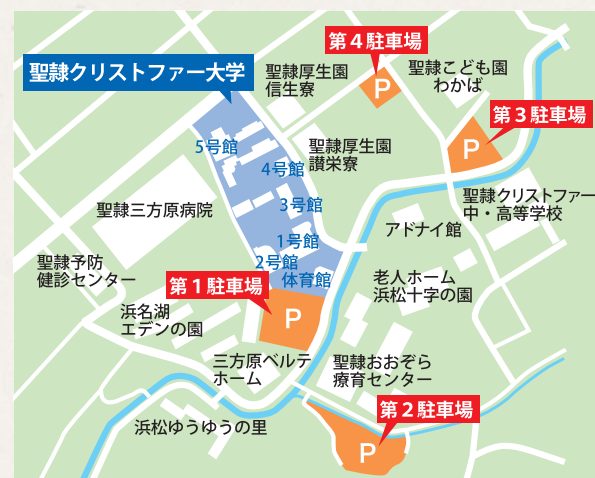 第4駐車場
聖隷クリストファー大学
聖隷厚生園
信生寮
P
聖隷こども園
わかば
第3駐車場
P
5号館
4号館
聖隷厚生園
讃栄寮
聖隷クリストファー
中・高等学校
3号館
聖隷三方原病院
アドナイ館
1号館
2号館
体育館
聖隷予防
健診センター
第1駐車場
P
老人ホーム
浜松十字の園
浜名湖
エデンの園
三方原ベルテ
ホーム
聖隷おおぞら
療育センター
第2駐車場
P
浜松ゆうゆうの里